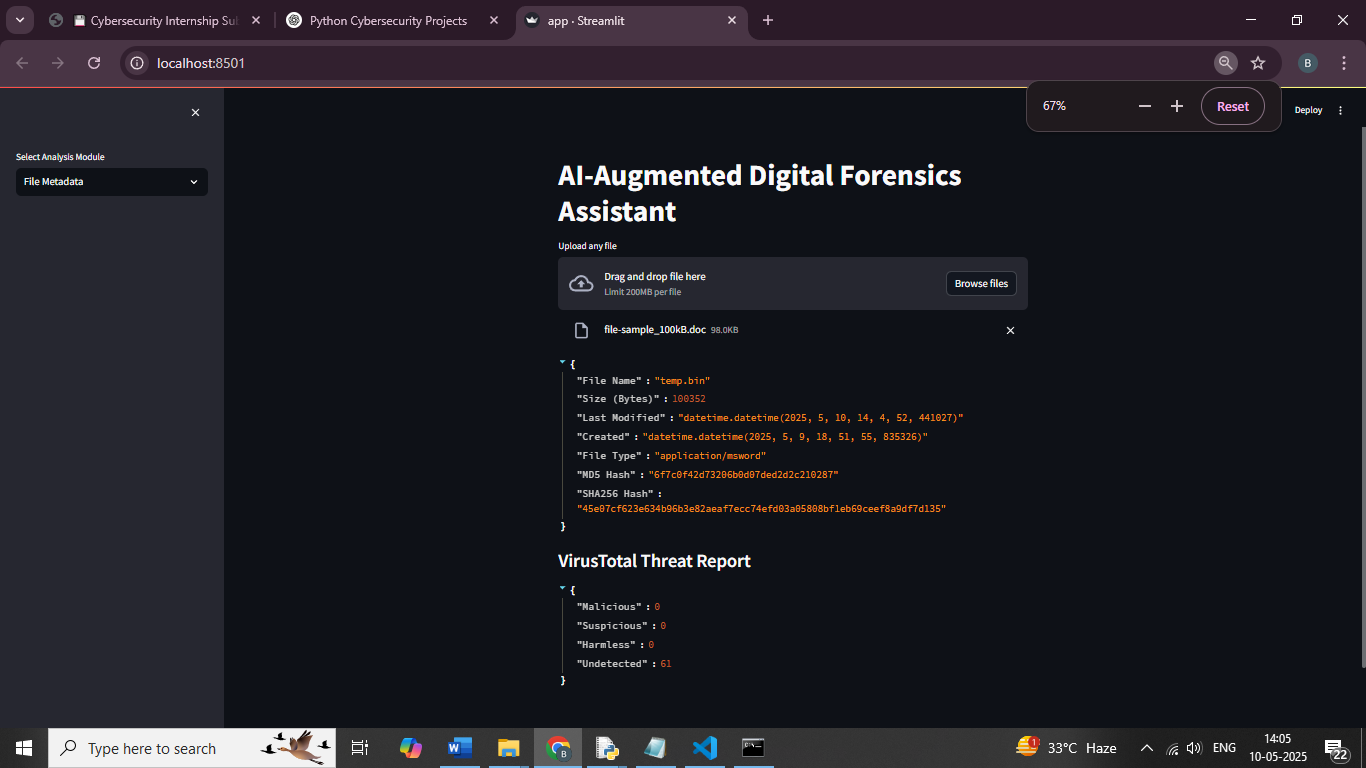 Cybersecurity Internship Sul
Python Cybersecurity Projects
app · Streamlit
localhost:8501
B
67%
Reset
Deploy
Select Analysis Module
File Metadata
AI-Augmented Digital Forensics
Assistant
Upload any file
Drag and drop file here
Limit 200MB per file
Browse files
file-sample_100kB.doc 98.0KB
{
"File Name" : "temp.bin"
"Size (Bytes)" : 100352
"Last Modified" : "datetime.datetime(2025, 5, 10, 14, 4, 52, 441027)"
"Created" : "datetime.datetime(2025, 5, 9, 18, 51, 55, 835326)"
"File Type" : "application/msword"
"MD5 Hash" : "6f7c0f42d73206b0d07ded2d2c210287"
"SHA256 Hash" :
"45e07cf623e634b96b3e82aeaf7ecc74efd03a05808bf1eb69ceef8a9df7d135"
}
VirusTotal Threat Report
{
"Malicious" : 0
"Suspicious" : 0
"Harmless" : 0
"Undetected" : 61
}
Type here to search
1
33°C Haze
ENG
14:05
10-05-2025
22